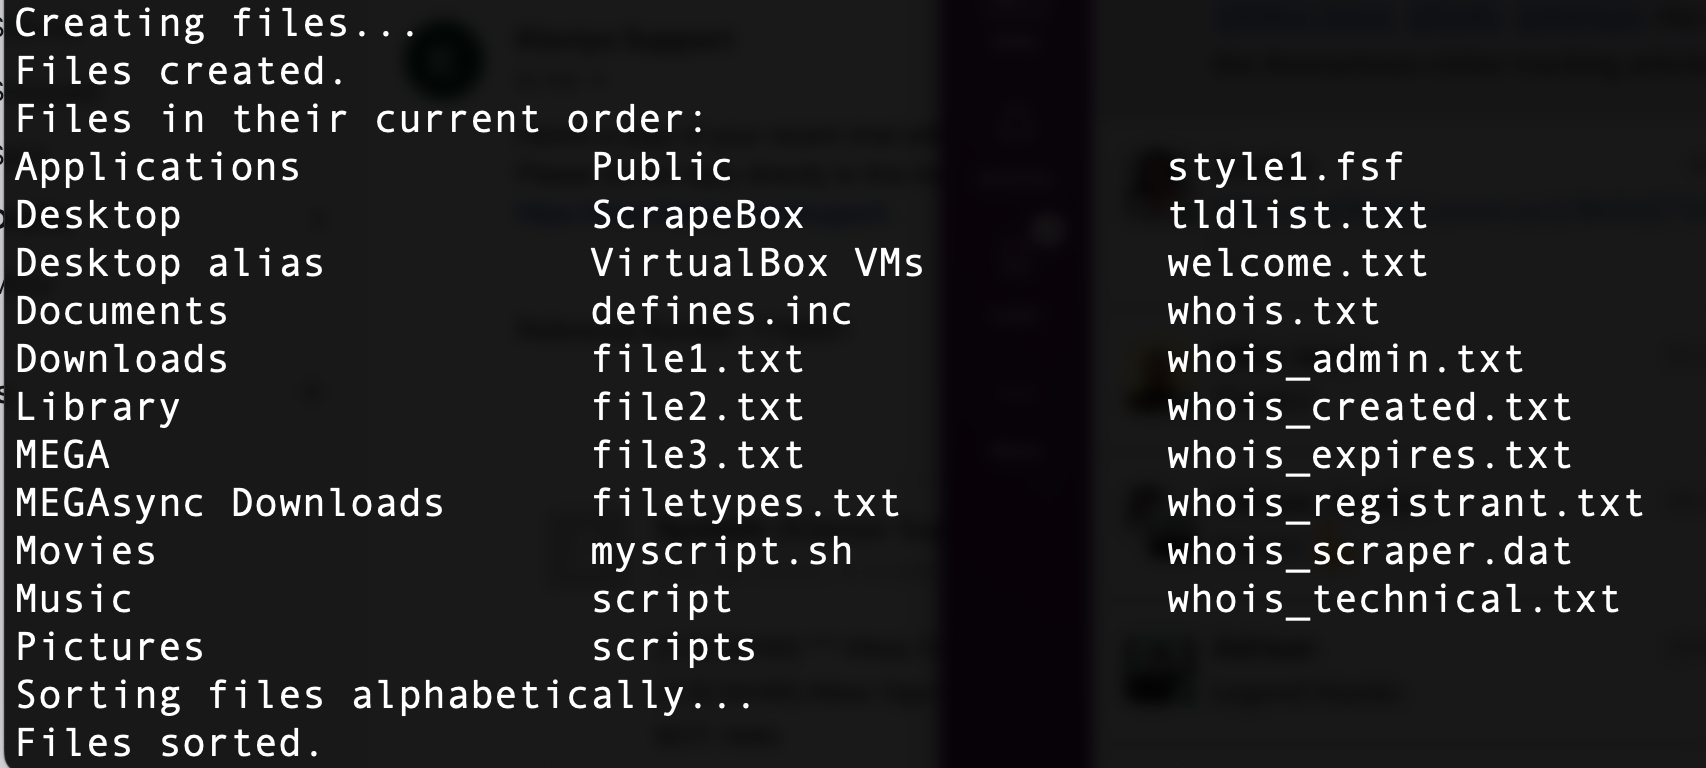 Creating files...
Files created.
Files in their current order:
Applications Public style1.fsf
Desktop ScrapeBox tldlist.txt
Desktop alias VirtualBox VMs welcome.txt
Documents defines.inc whois.txt
Downloads file1.txt whois_admin.txt
Library file2.txt whois_created.txt
MEGA file3.txt whois_expires.txt
MEGAsync Downloads filetypes.txt whois_registrant.txt
Movies myscript.sh whois_scraper.dat
Music script whois_technical.txt
Pictures scripts
Sorting files alphabetically...
Files sorted.